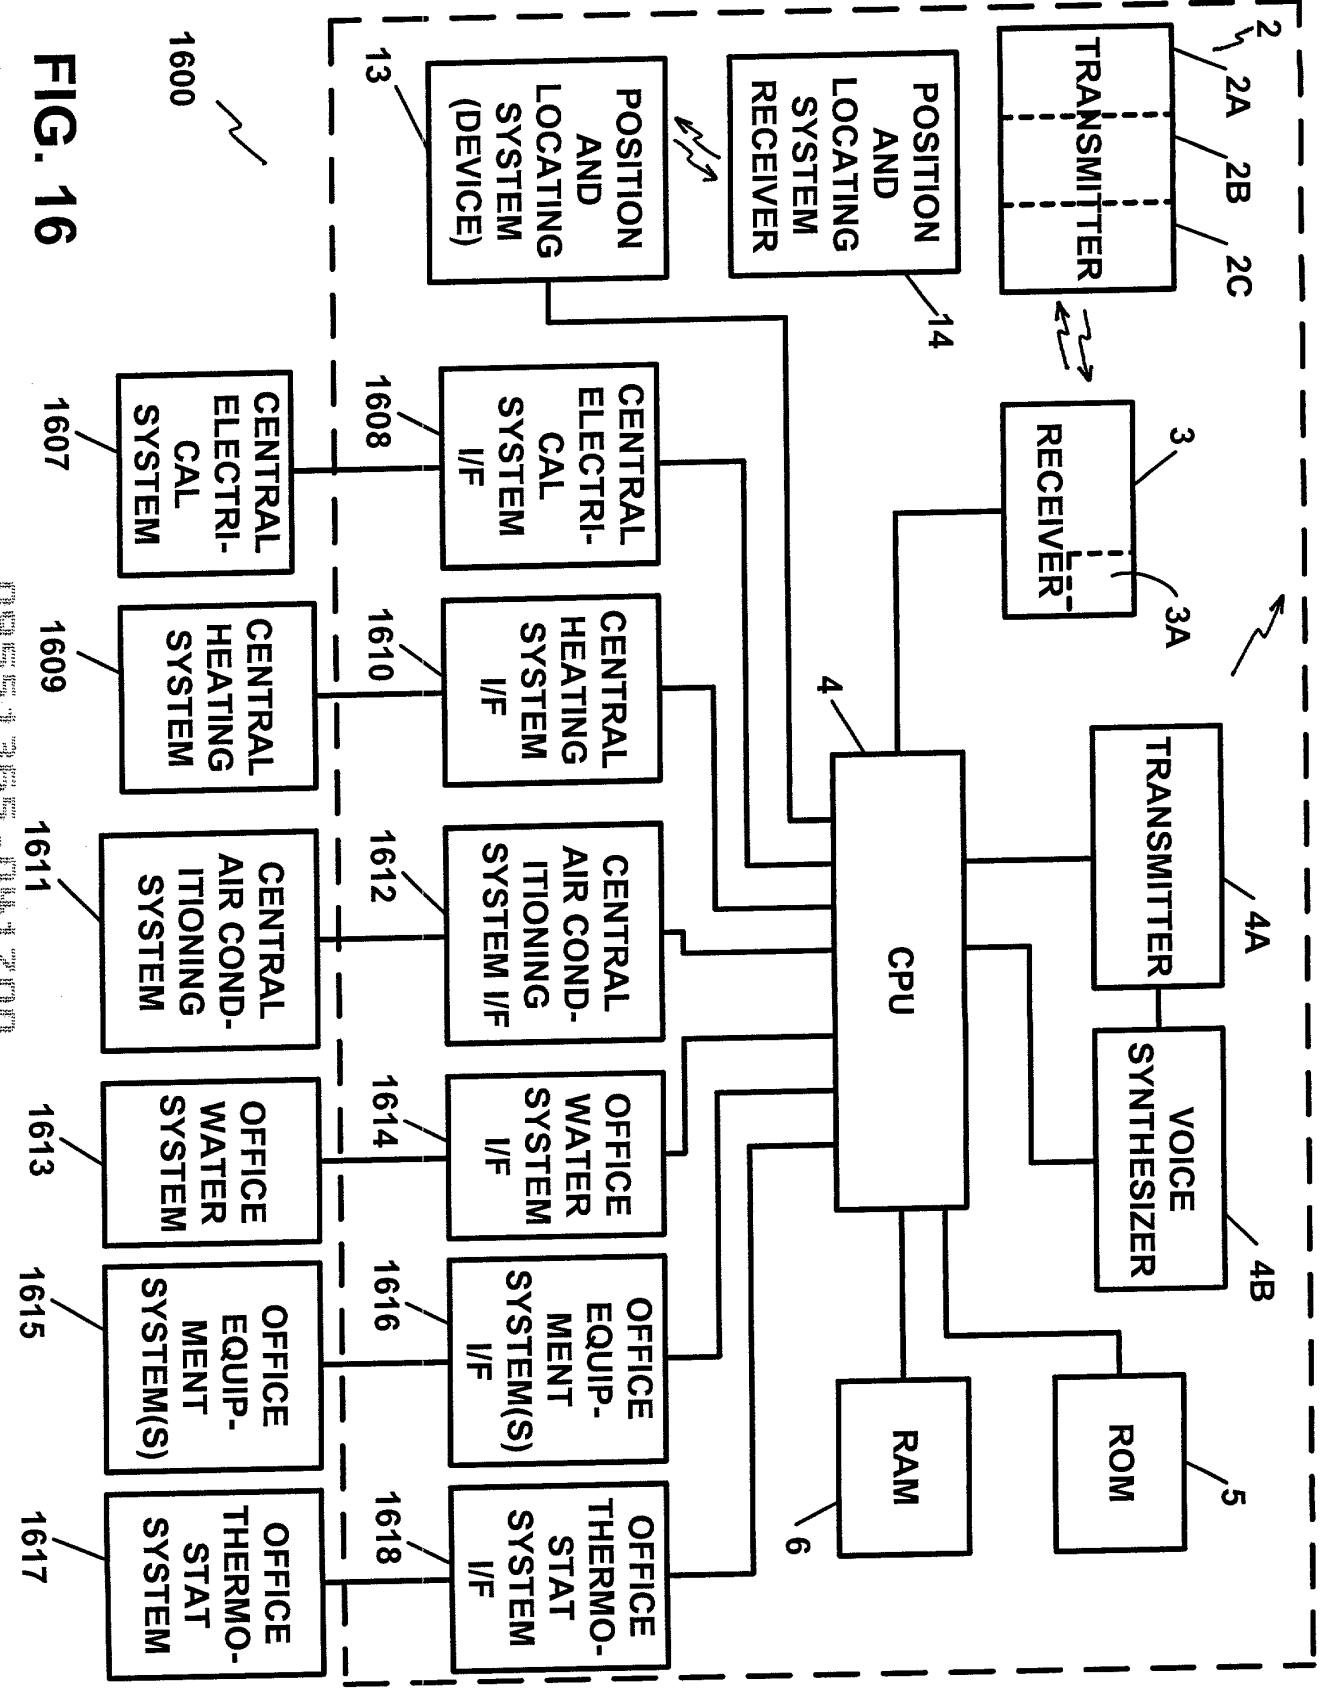 2
2A
2B
2C
TRANSMITTER
3
RECEIVER
3A
TRANSMITTER
4A
VOICE
SYNTHESIZER
4B
ROM
5
POSITION
AND
LOCATING
SYSTEM
RECEIVER
14
4
CPU
RAM
6
POSITION
AND
LOCATING
SYSTEM
(DEVICE)
13
CENTRAL
ELECTRI-
CAL
SYSTEM
I/F
1608
CENTRAL
HEATING
SYSTEM
I/F
1610
CENTRAL
AIR COND-
ITIONING
SYSTEM I/F
1612
OFFICE
WATER
SYSTEM
I/F
1614
OFFICE
EQUIP-
MENT
SYSTEM(S)
I/F
1616
OFFICE
THERMO-
STAT
SYSTEM
I/F
1618
CENTRAL
ELECTRI-
CAL
SYSTEM
1607
CENTRAL
HEATING
SYSTEM
1609
CENTRAL
AIR COND-
ITIONING
SYSTEM
1611
OFFICE
WATER
SYSTEM
1613
OFFICE
EQUIP-
MENT
SYSTEM(S)
1615
OFFICE
THERMO-
STAT
SYSTEM
1617
1600
FIG. 16